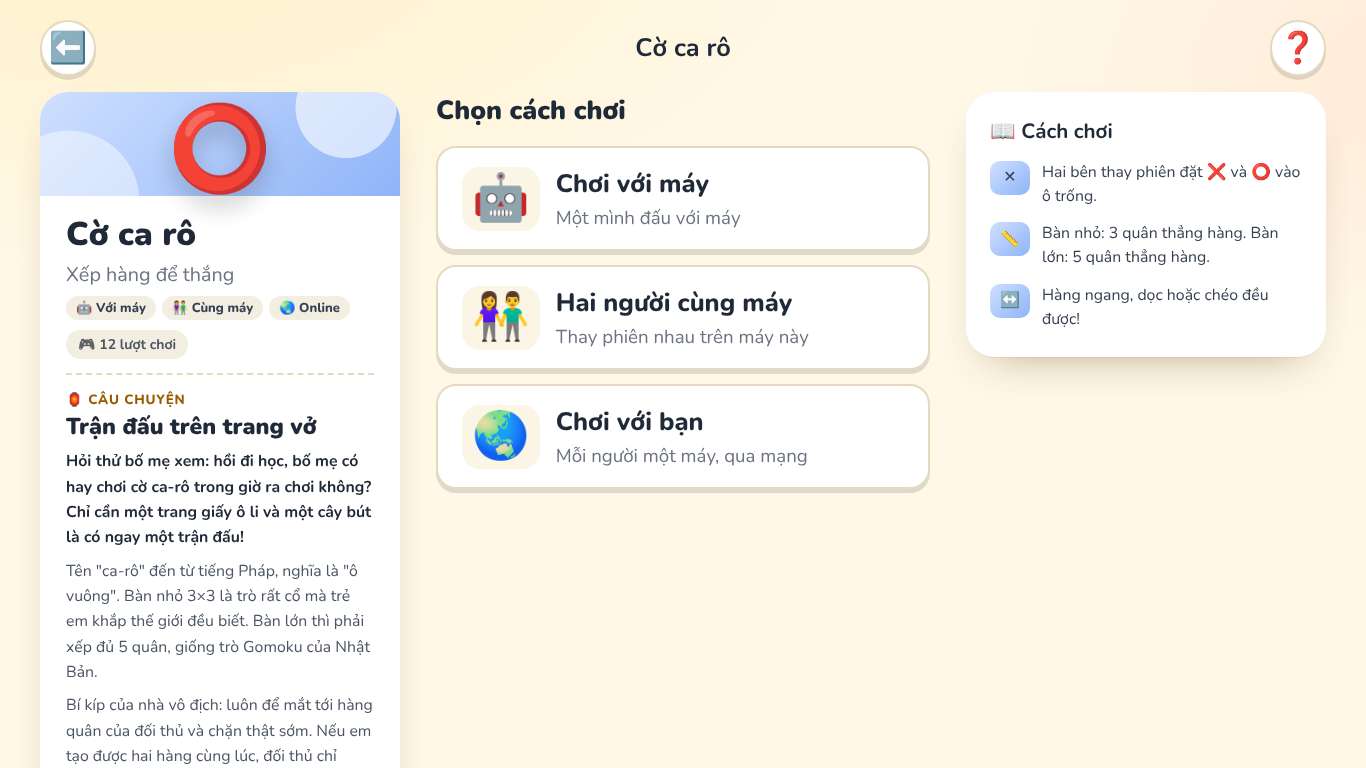 Cờ ca rô
Cờ ca rô
Xếp hàng để thắng
Với máy
Cùng máy
Online
12 lượt chơi
CÂU CHUYỆN
Trận đấu trên trang vở
Hỏi thử bố mẹ xem: hồi đi học, bố mẹ có
hay chơi cờ ca-rô trong giờ ra chơi không?
Chỉ cần một trang giấy ô li và một cây bút
là có ngay một trận đấu!
Tên "ca-rô" đến từ tiếng Pháp, nghĩa là "ô
vuông". Bàn nhỏ 3×3 là trò rất cổ mà trẻ
em khắp thế giới đều biết. Bàn lớn thì phải
xếp đủ 5 quân, giống trò Gomoku của Nhật
Bản.
Bí kíp của nhà vô địch: luôn để mắt tới hàng
quân của đối thủ và chặn thật sớm. Nếu em
tạo được hai hàng cùng lúc, đối thủ chỉ
Chọn cách chơi
Chơi với máy
Một mình đấu với máy
Hai người cùng máy
Thay phiên nhau trên máy này
Chơi với bạn
Mỗi người một máy, qua mạng
Cách chơi
Hai bên thay phiên đặt ❌ và ⭕ vào
ô trống.
Bàn nhỏ: 3 quân thẳng hàng. Bàn
lớn: 5 quân thẳng hàng.
Hàng ngang, dọc hoặc chéo đều
được!